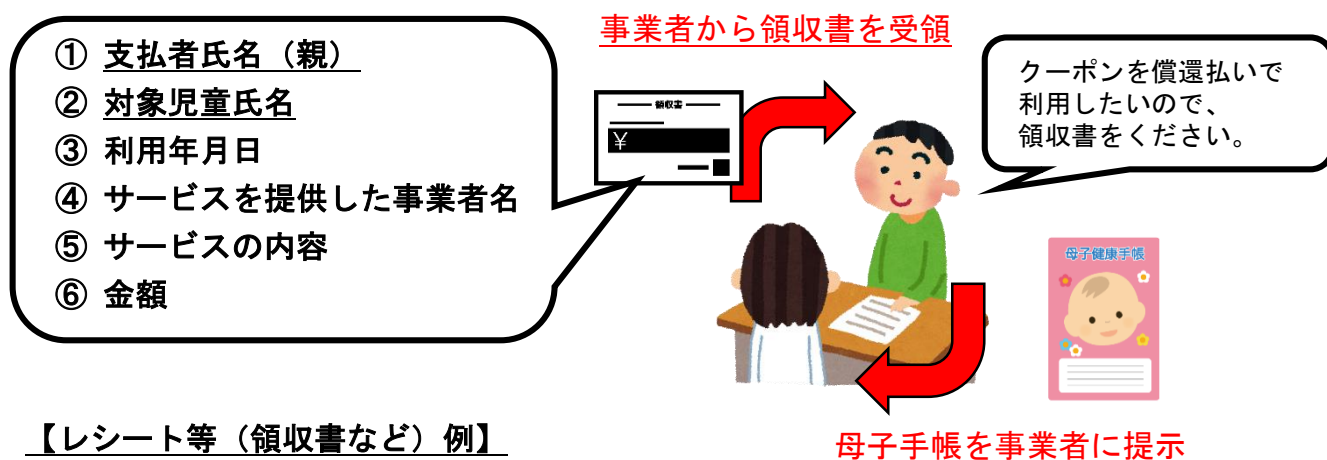 事業者から領収書を受領
① 支払者氏名（親）
② 対象児童氏名
③ 利用年月日
④ サービスを提供した事業者名
⑤ サービスの内容
⑥ 金額
領収書
¥
クーポンを償還払いで
利用したいので、
領収書をください。
母子健康手帳
母子手帳を事業者に提示
【レシート等（領収書など）例】